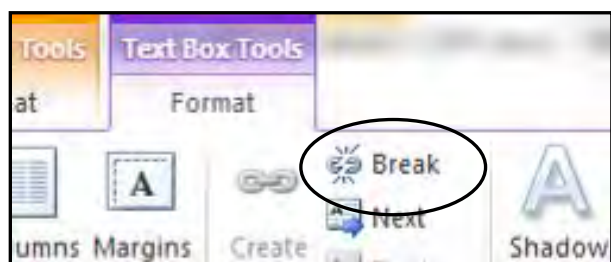 Tools Text Box Tools
at Format
Break
A
Next
umns Margins Create Shadow